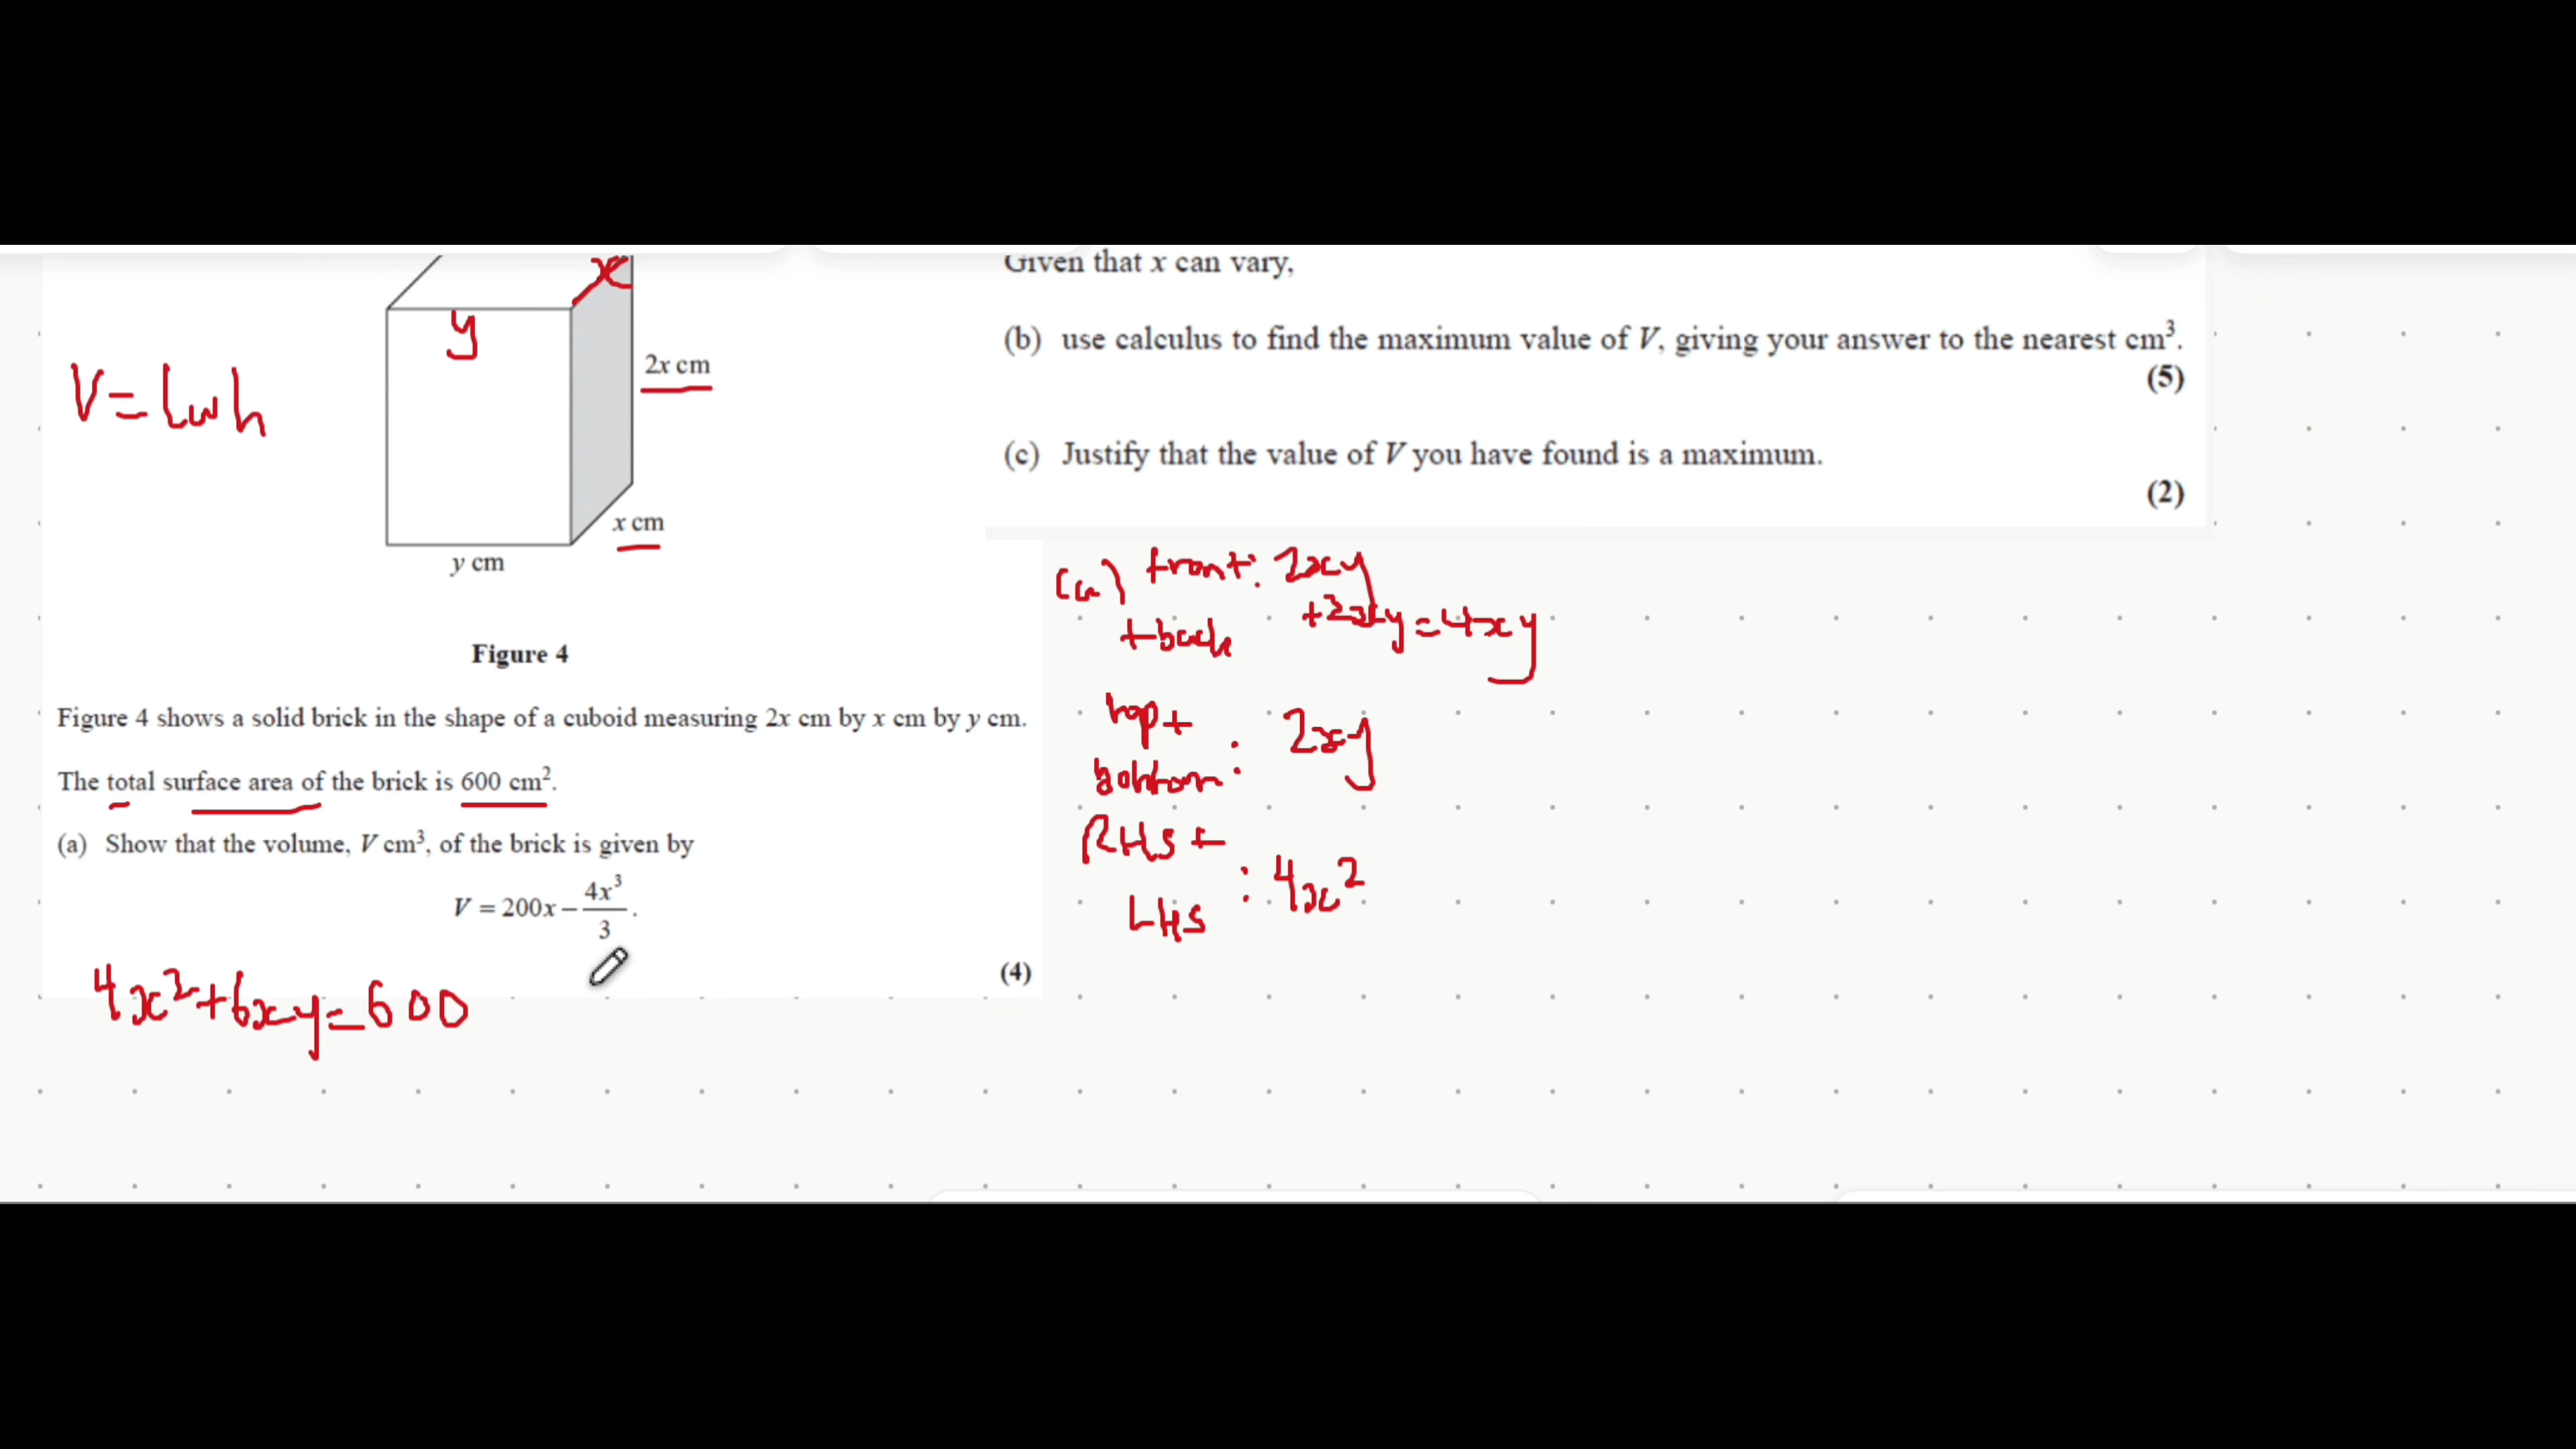 x
y
2x cm
V = lwh
x cm
y cm
Figure 4
Figure 4 shows a solid brick in the shape of a cuboid measuring 2x cm by x cm by y cm.
The total surface area of the brick is 600 cm².
(a) Show that the volume, V cm³, of the brick is given by
V = 200x − 4x³/3.
(4)
4x²+6xy=600
Given that x can vary,
(b) use calculus to find the maximum value of V, giving your answer to the nearest cm³.
(5)
(c) Justify that the value of V you have found is a maximum.
(2)
(a) front: 2xy
+back +2xy=4xy
top+
bottom: 2xy
RHS+
LHS : 4x²